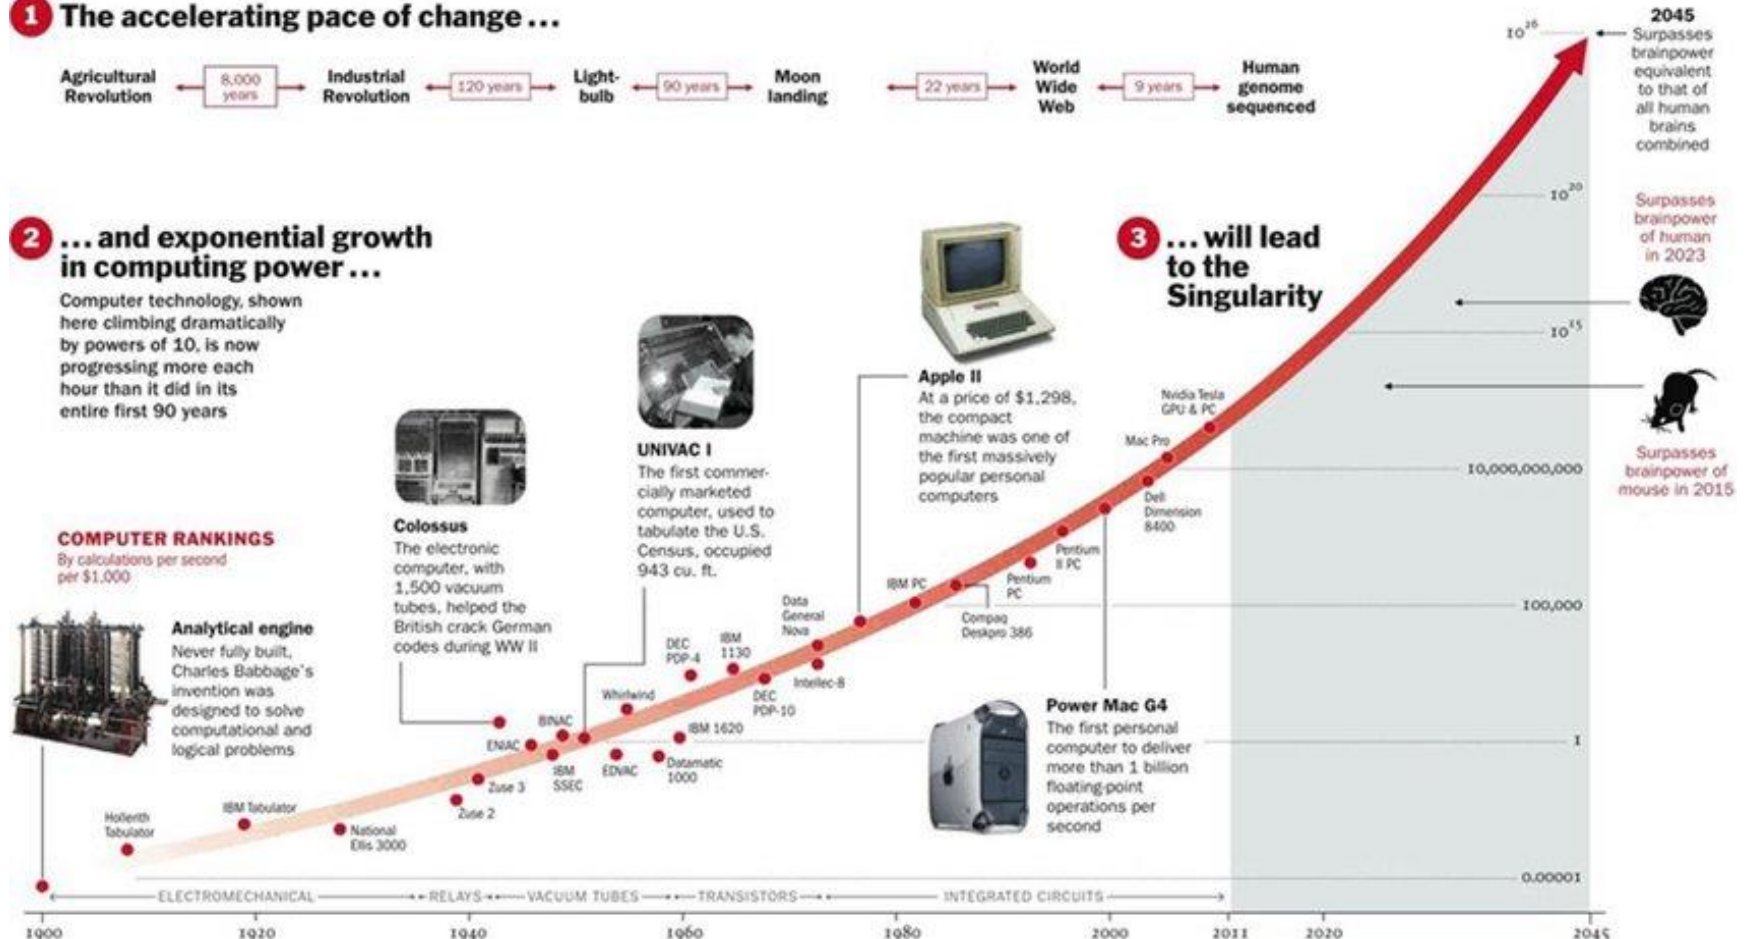 1 The accelerating pace of change ...
Agricultural
Revolution
8,000
years
Industrial
Revolution
120 years
Light-
bulb
90 years
Moon
landing
22 years
World
Wide
Web
9 years
Human
genome
sequenced
2 ... and exponential growth
in computing power ...
Computer technology, shown
here climbing dramatically
by powers of 10, is now
progressing more each
hour than it did in its
entire first 90 years
COMPUTER RANKINGS
By calculations per second
per $1,000
Analytical engine
Never fully built,
Charles Babbage's
invention was
designed to solve
computational and
logical problems
Colossus
The electronic
computer, with
1,500 vacuum
tubes, helped the
British crack German
codes during WW II
UNIVAC I
The first commer-
cially marketed
computer, used to
tabulate the U.S.
Census, occupied
943 cu. ft.
Apple II
At a price of $1,298,
the compact
machine was one of
the first massively
popular personal
computers
Power Mac G4
The first personal
computer to deliver
more than 1 billion
floating-point
operations per
second
3 ... will lead
to the
Singularity
Hollerith
Tabulator
IBM Tabulator
National
Ellis 3000
Zuse 2
Zuse 3
ENIAC
BINAC
IBM
SSEC
Whirlwind
EDVAC
Datamatic
1000
IBM 1620
DEC
PDP-4
IBM
1130
DEC
PDP-10
Data
General
Nova
Intellec-8
IBM PC
Compaq
Deskpro 386
Pentium
PC
Pentium
II PC
Dell
Dimension
8400
Mac Pro
Nvidia Tesla
GPU & PC
2045
Surpasses
brainpower
equivalent
to that of
all human
brains
combined
Surpasses
brainpower
of human
in 2023
Surpasses
brainpower of
mouse in 2015
10²⁶
10²⁰
10¹⁵
10,000,000,000
100,000
1
0.00001
ELECTROMECHANICAL
RELAYS
VACUUM TUBES
TRANSISTORS
INTEGRATED CIRCUITS
1900
1920
1940
1960
1980
2000
2011
2020
2045